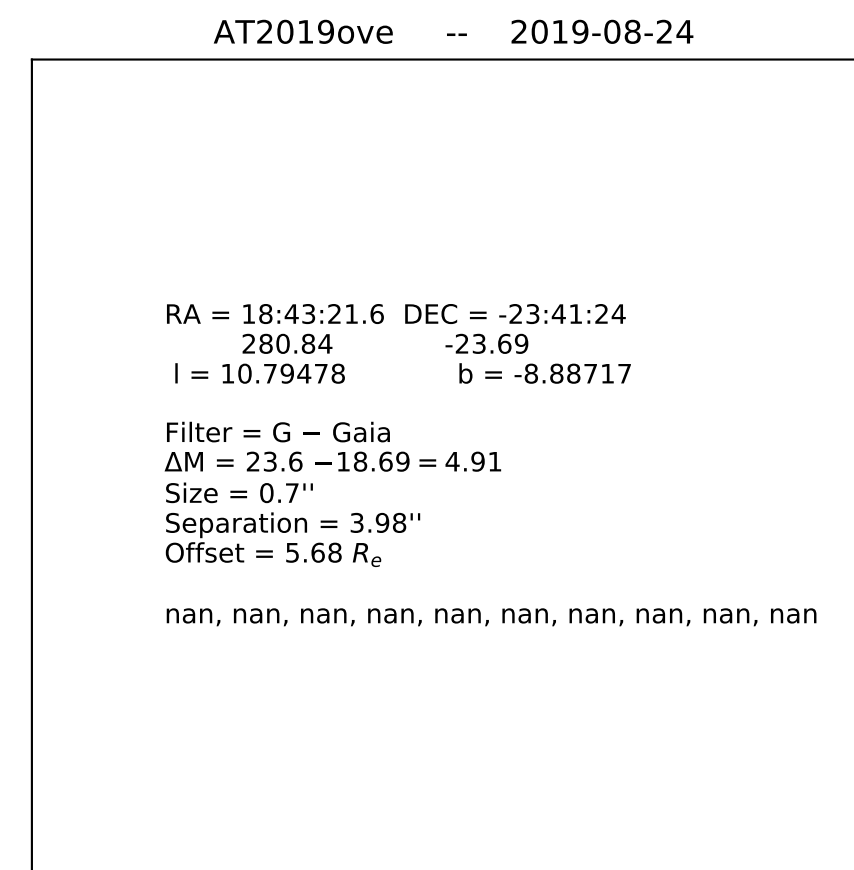 AT2019ove -- 2019-08-24
RA = 18:43:21.6 DEC = -23:41:24
280.84 -23.69
l = 10.79478 b = -8.88717
Filter = G − Gaia
ΔM = 23.6 −18.69 = 4.91
Size = 0.7''
Separation = 3.98''
Offset = 5.68 Rₑ
nan, nan, nan, nan, nan, nan, nan, nan, nan, nan